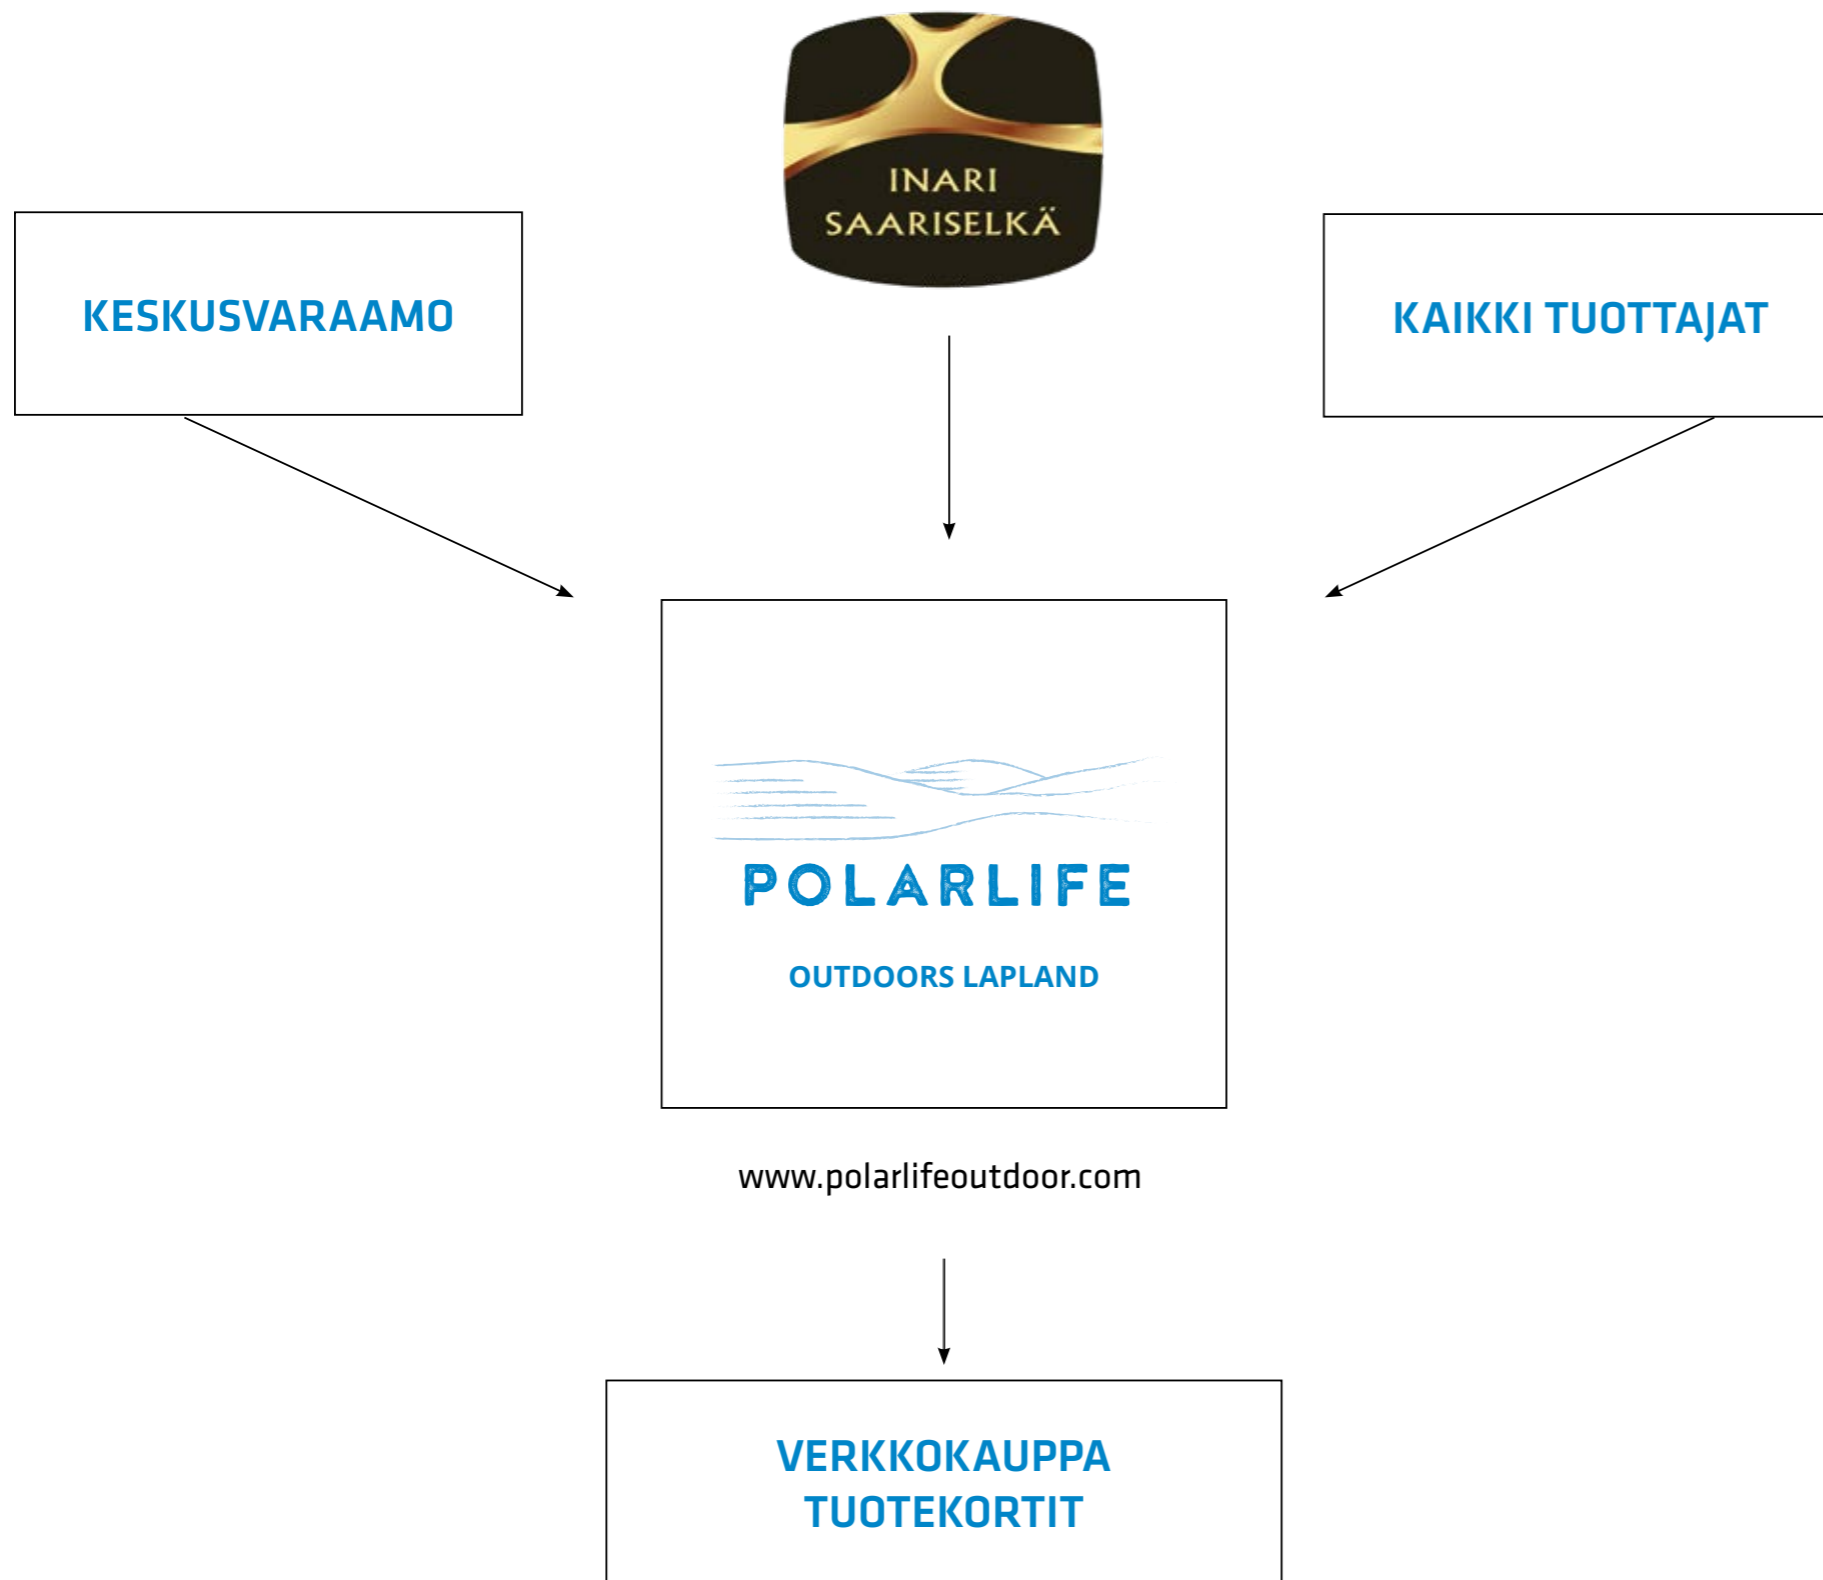 INARI
SAARISELKÄ
KESKUSVARAAMO
KAIKKI TUOTTAJAT
POLARLIFE
OUTDOORS LAPLAND
www.polarlifeoutdoor.com
VERKKOKAUPPA
TUOTEKORTIT